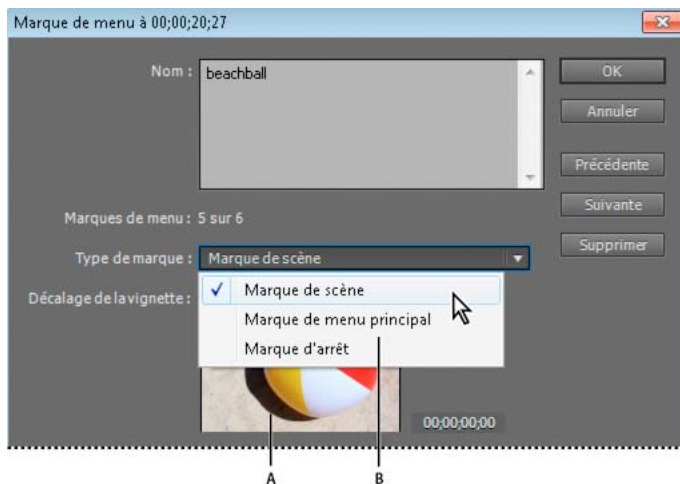 Marque de menu à 00;00;20;27
Nom :
beachball
OK
Annuler
Précédente
Suivante
Supprimer
Marques de menu : 5 sur 6
Type de marque : Marque de scène
Décalage de la vignette :
Marque de scène
Marque de menu principal
Marque d'arrêt
00;00;00;00
A
B